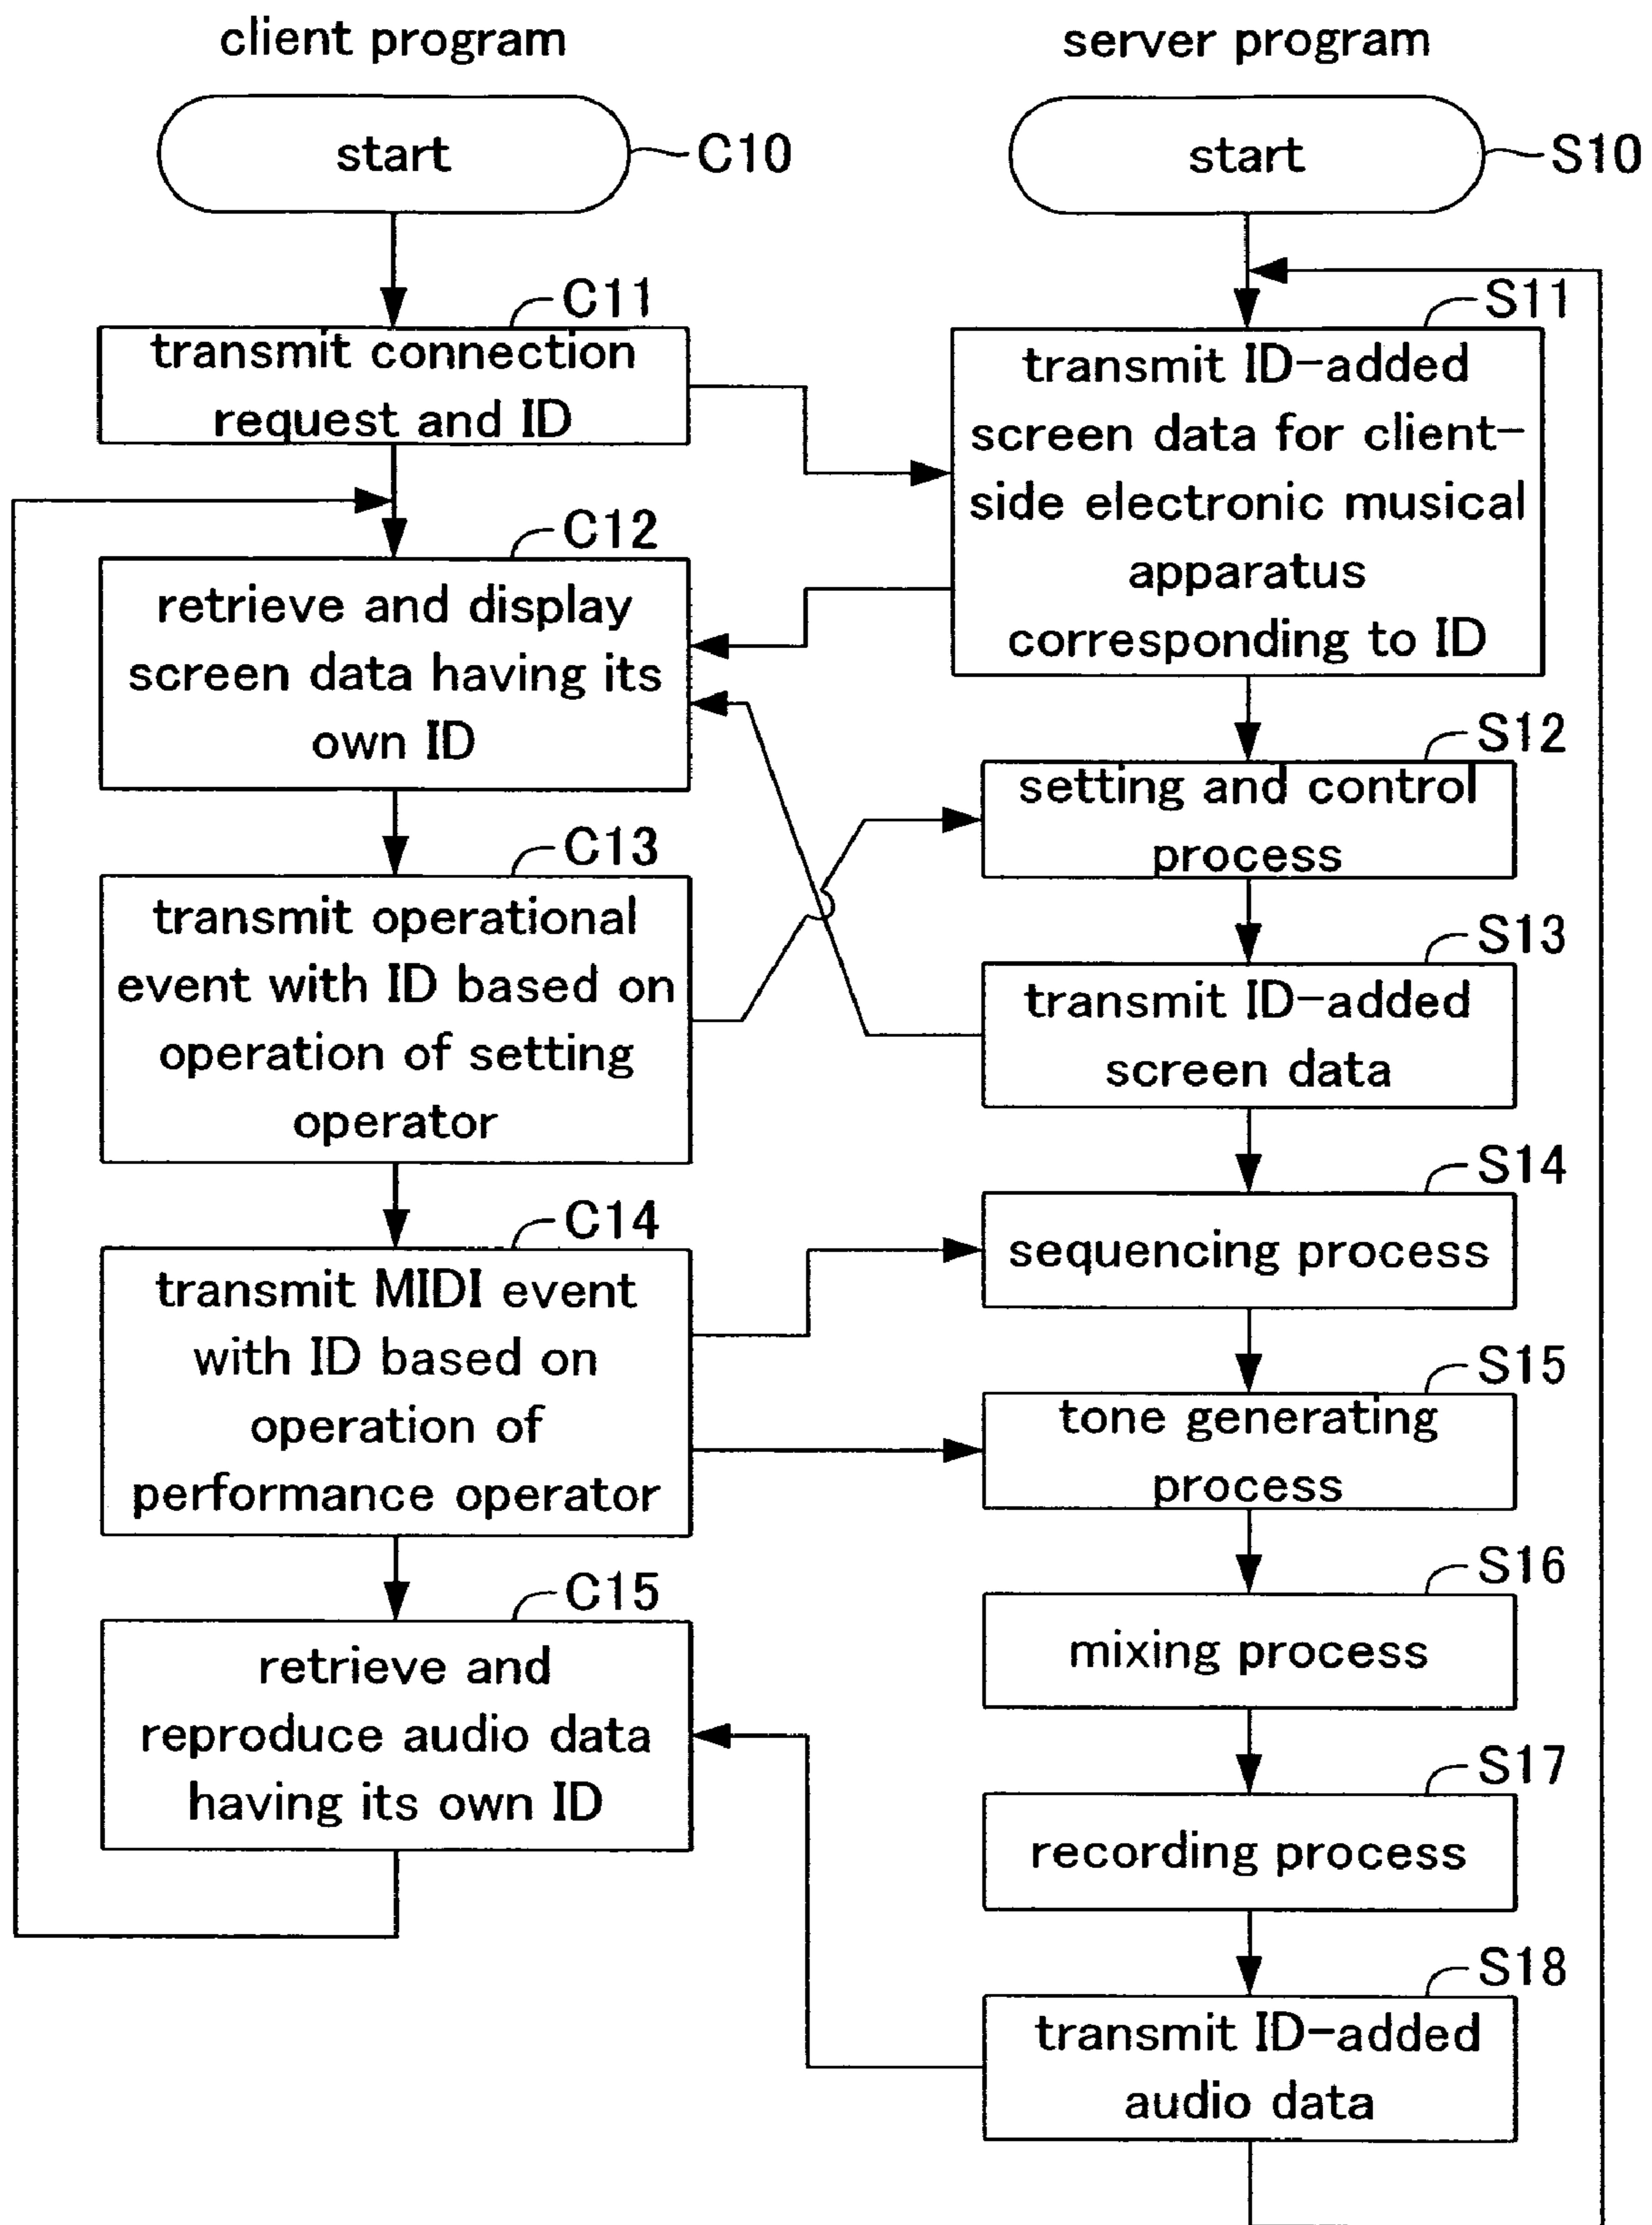 client program
start
C10
C11
transmit connection
request and ID
C12
retrieve and display
screen data having its
own ID
C13
transmit operational
event with ID based on
operation of setting
operator
C14
transmit MIDI event
with ID based on
operation of
performance operator
C15
retrieve and
reproduce audio data
having its own ID
server program
start
S10
S11
transmit ID-added
screen data for client-
side electronic musical
apparatus
corresponding to ID
S12
setting and control
process
S13
transmit ID-added
screen data
S14
sequencing process
S15
tone generating
process
S16
mixing process
S17
recording process
S18
transmit ID-added
audio data